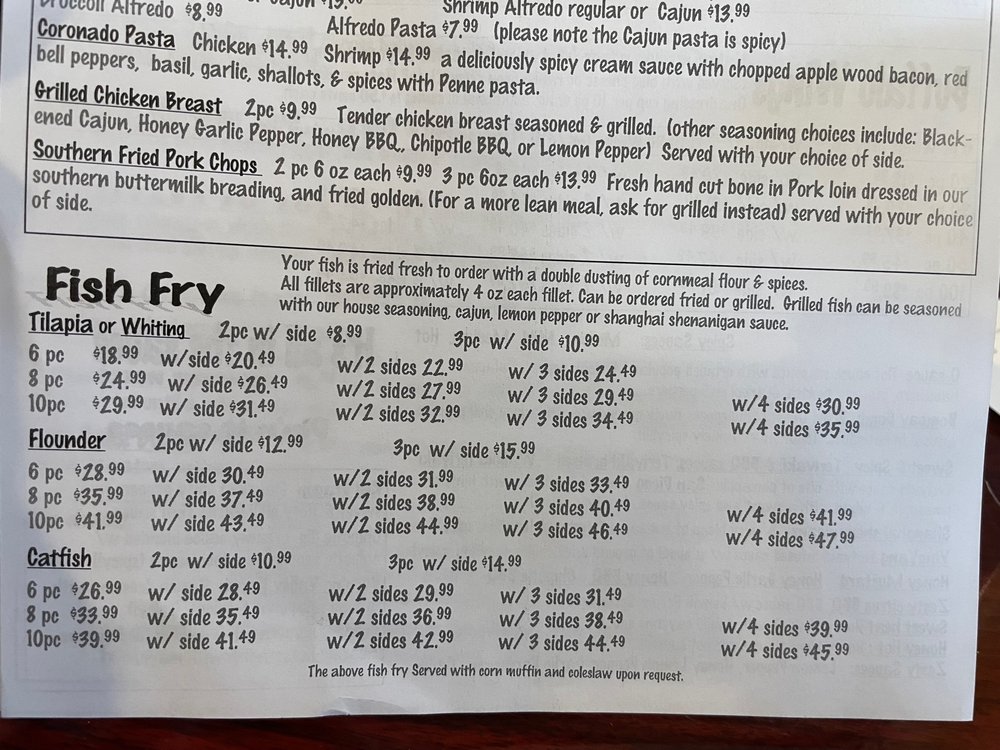 Broccoli Alfredo $8.99
Shrimp Alfredo regular or Cajun $13.99
Alfredo Pasta $7.99 (please note the Cajun pasta is spicy)
Coronado Pasta Chicken $14.99 Shrimp $14.99 a deliciously spicy cream sauce with chopped apple wood bacon, red
bell peppers, basil, garlic, shallots, & spices with Penne pasta.
Grilled Chicken Breast 2pc $9.99 Tender chicken breast seasoned & grilled. (other seasoning choices include: Black-
ened Cajun, Honey Garlic Pepper, Honey BBQ, Chipotle BBQ, or Lemon Pepper) Served with your choice of side.
Southern Fried Pork Chops 2 pc 6 oz each $9.99 3 pc 6oz each $13.99 Fresh hand cut bone in Pork loin dressed in our
southern buttermilk breading, and fried golden. (For a more lean meal, ask for grilled instead) served with your choice
of side.
Fish Fry
Your fish is fried fresh to order with a double dusting of cornmeal flour & spices.
All fillets are approximately 4 oz each fillet. Can be ordered fried or grilled. Grilled fish can be seasoned
with our house seasoning, cajun, lemon pepper or shanghai shenanigan sauce.
Tilapia or Whiting 2pc w/ side $8.99 3pc w/ side $10.99
6 pc $18.99 w/side $20.49 w/2 sides 22.99 w/ 3 sides 24.49
8 pc $24.99 w/ side $26.49 w/2 sides 27.99 w/ 3 sides 29.49 w/4 sides $30.99
10pc $29.99 w/ side $31.49 w/2 sides 32.99 w/ 3 sides 34.49 w/4 sides $35.99
Flounder 2pc w/ side $12.99 3pc w/ side $15.99
6 pc $28.99 w/ side 30.49 w/2 sides 31.99 w/ 3 sides 33.49
8 pc $35.99 w/ side 37.49 w/2 sides 38.99 w/ 3 sides 40.49 w/4 sides $41.99
10pc $41.99 w/ side 43.49 w/2 sides 44.99 w/ 3 sides 46.49 w/4 sides $47.99
Catfish 2pc w/ side $10.99 3pc w/ side $14.99
6 pc $26.99 w/ side 28.49 w/2 sides 29.99 w/ 3 sides 31.49
8 pc $33.99 w/ side 35.49 w/2 sides 36.99 w/ 3 sides 38.49 w/4 sides $39.99
10pc $39.99 w/ side 41.49 w/2 sides 42.99 w/ 3 sides 44.49 w/4 sides $45.99
The above fish fry Served with corn muffin and coleslaw upon request.